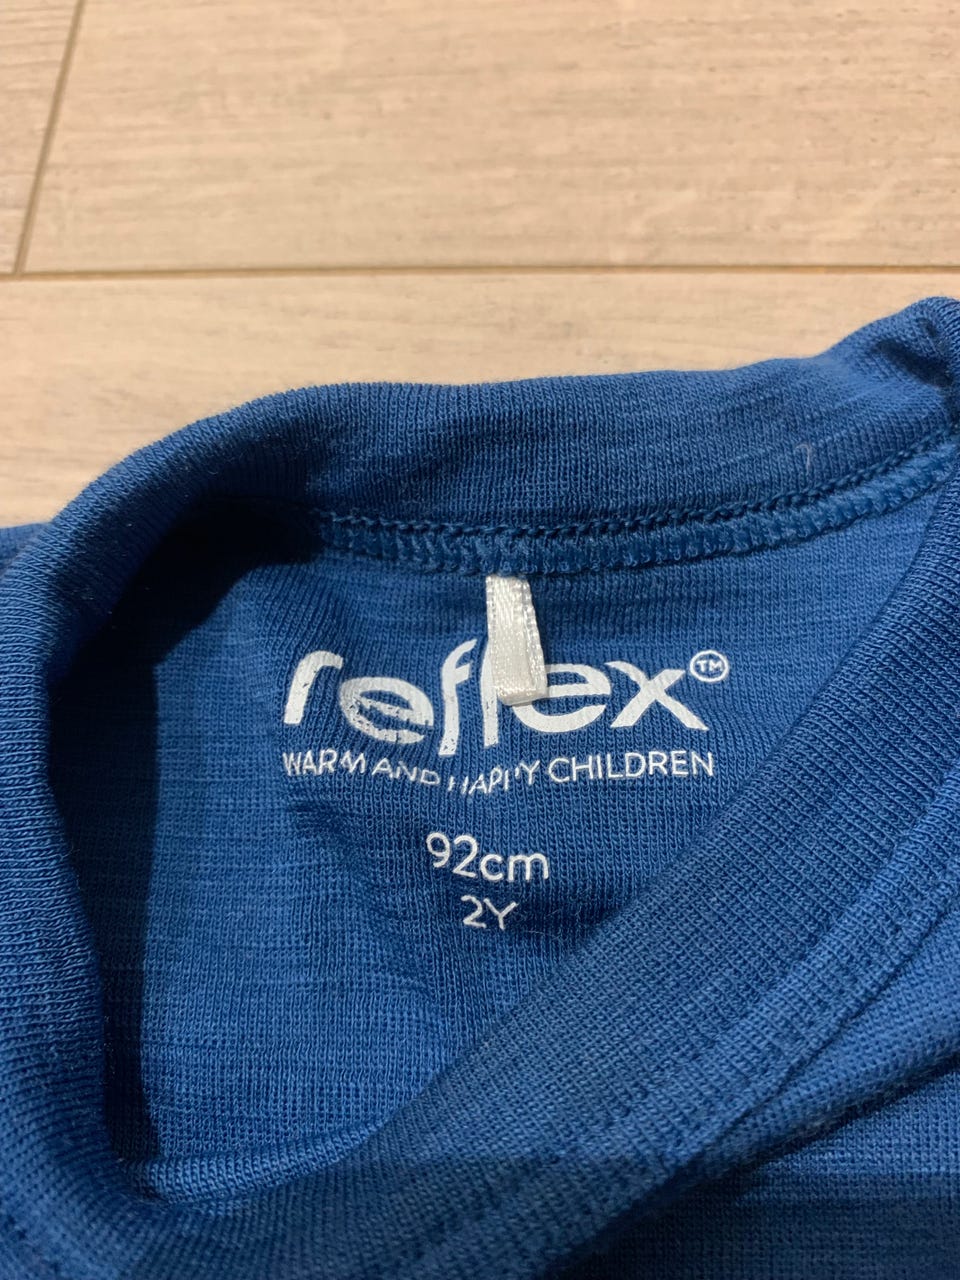 reflex™
WARM AND HAPPY CHILDREN
92cm
2Y